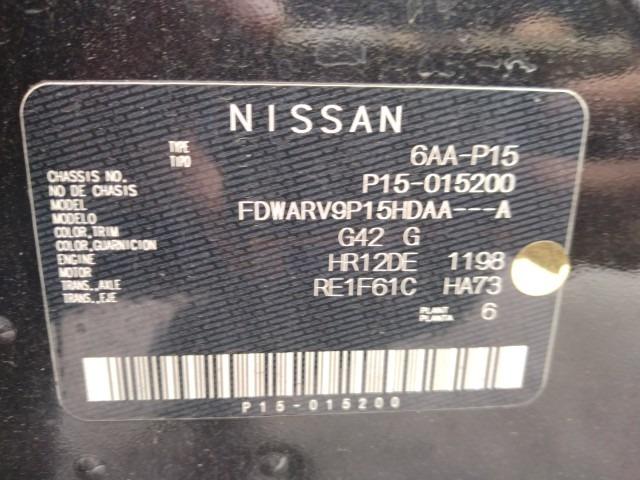 NISSAN
TYPE
TIPO
6AA-P15
CHASSIS NO.
NO DE CHASIS
P15-015200
MODEL
MODELO
FDWARV9P15HDAA---A
COLOR,TRIM
COLOR,GUARNICION
G42 G
ENGINE
MOTOR
HR12DE 1198
TRANS.,AXLE
TRANS.,EJE
RE1F61C HA73
PLANT
PLANTA
6
P15-015200